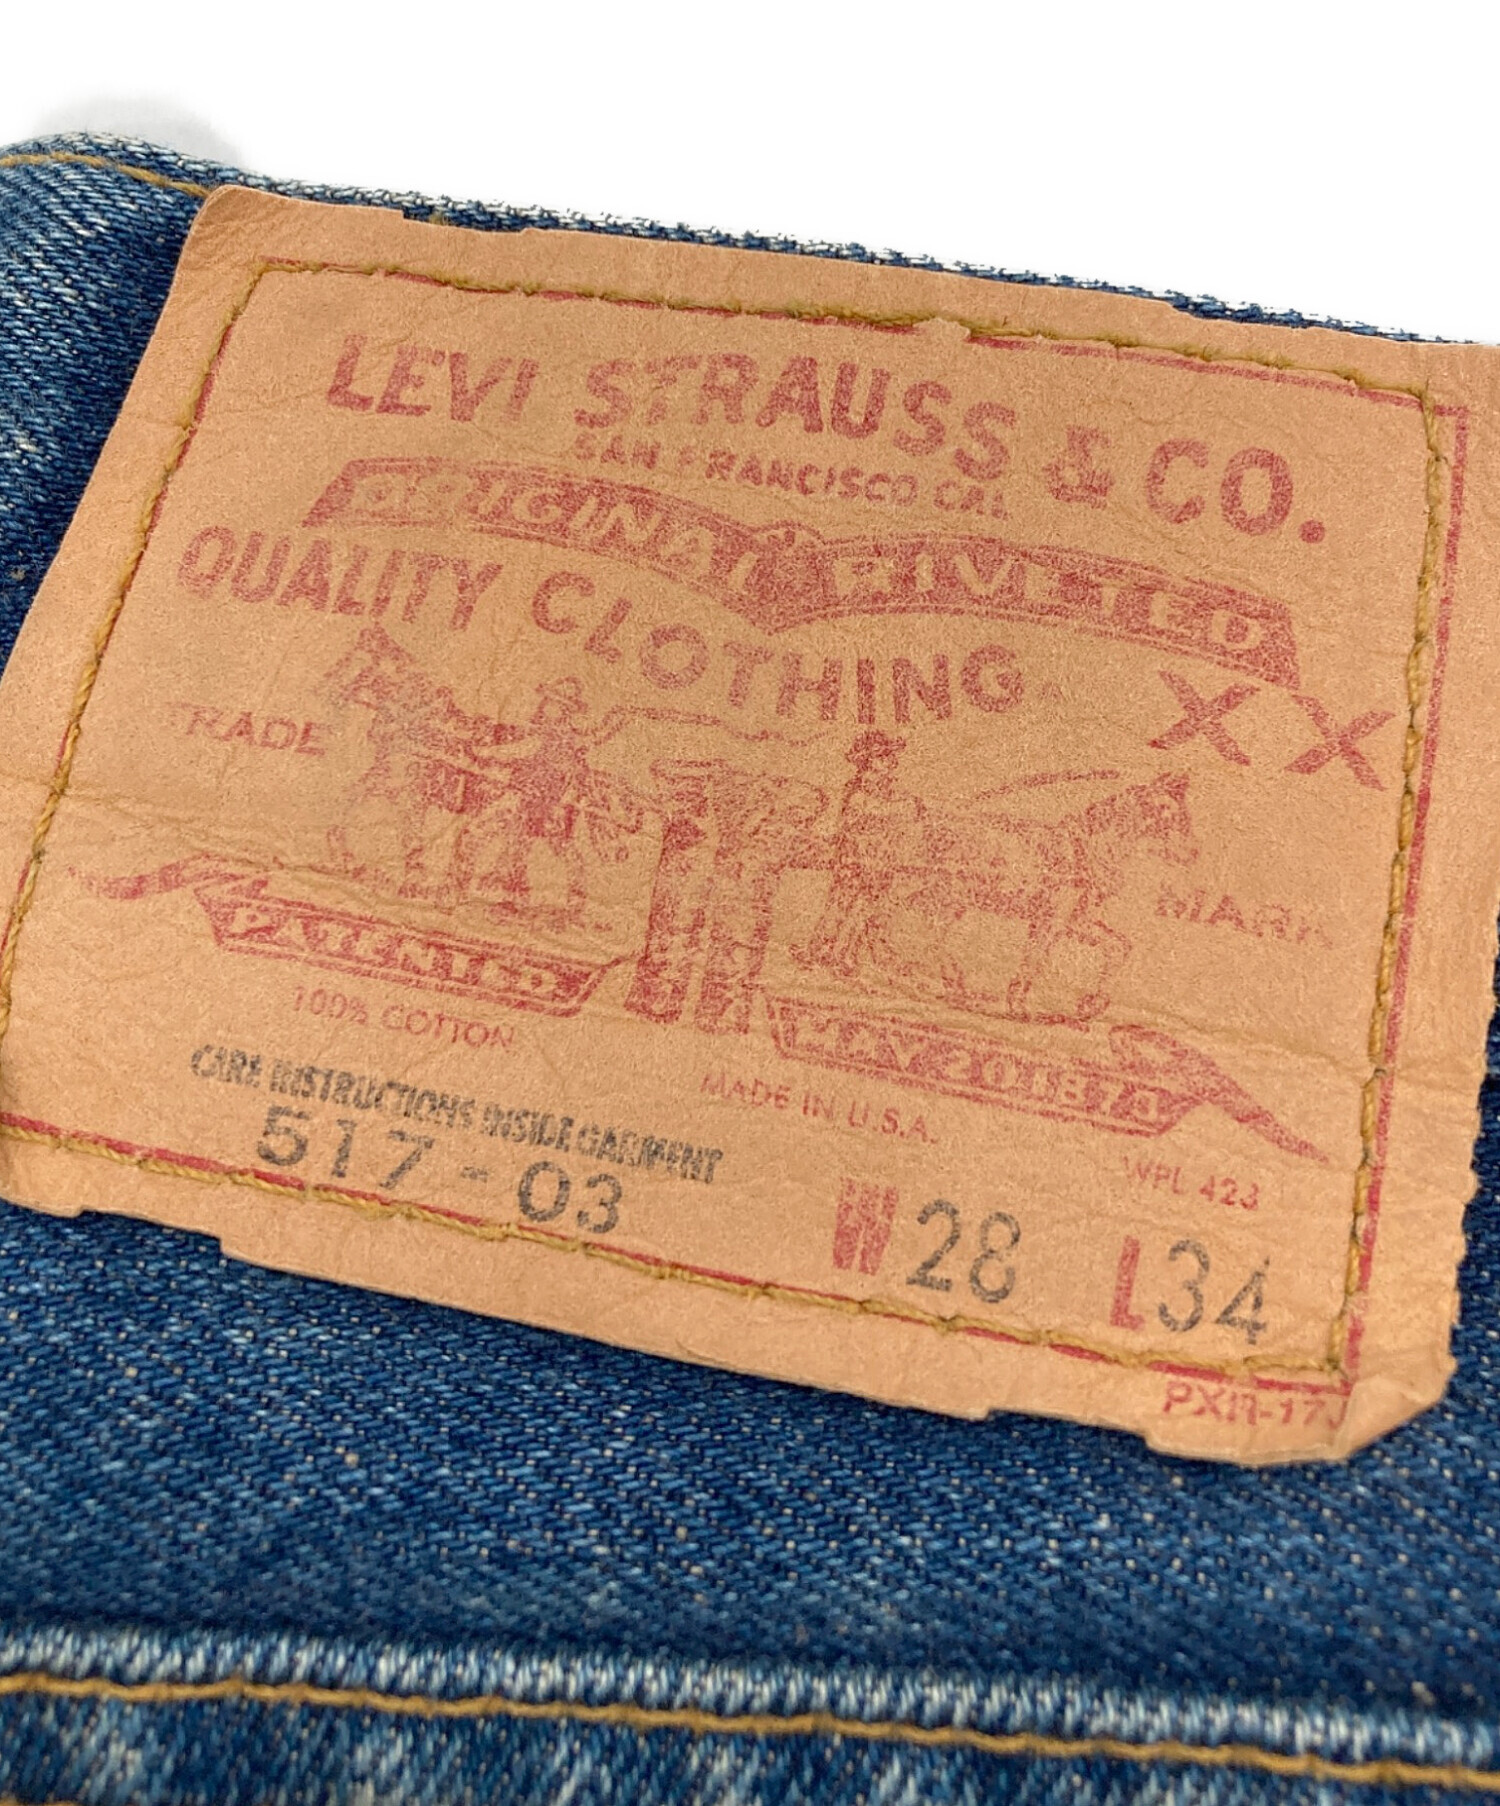 LEVI STRAUSS & CO.
SAN FRANCISCO CAL
ORIGINAL RIVETED
QUALITY CLOTHING
XX
TRADE MARK
PATENTED MAY 20 1873
100% COTTON
MADE IN U.S.A.
WPL 423
CARE INSTRUCTIONS INSIDE GARMENT
517-03
W 28 L 34